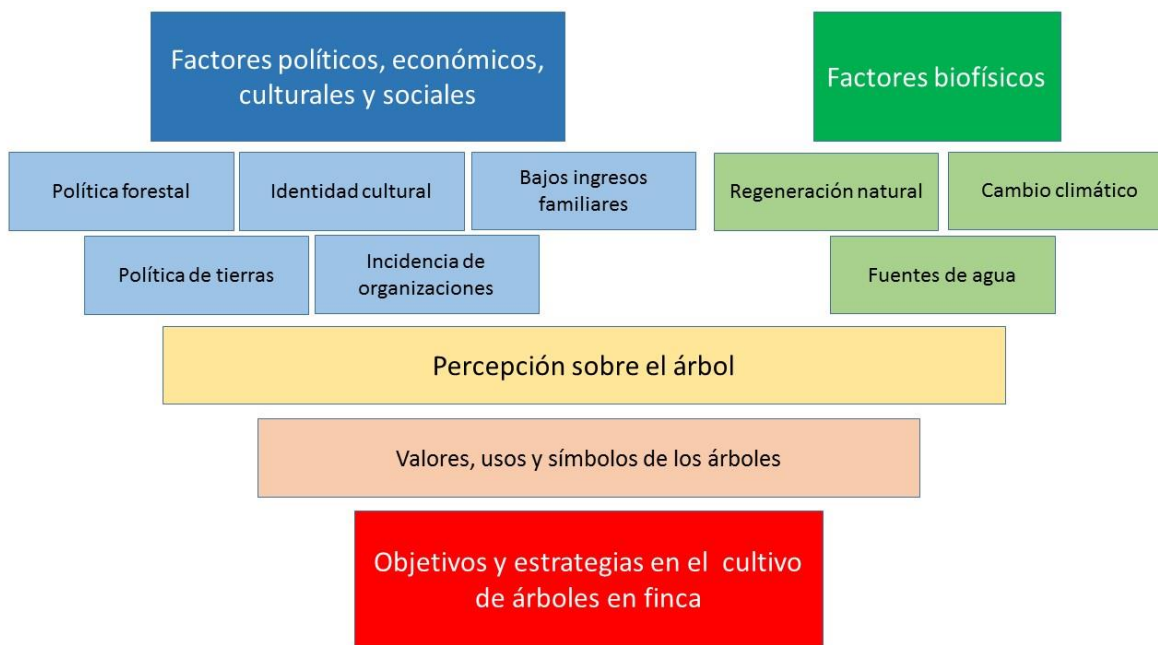 Factores políticos, económicos,
culturales y sociales
Factores biofísicos
Política forestal
Identidad cultural
Bajos ingresos
familiares
Regeneración natural
Cambio climático
Política de tierras
Incidencia de
organizaciones
Fuentes de agua
Percepción sobre el árbol
Valores, usos y símbolos de los árboles
Objetivos y estrategias en el cultivo
de árboles en finca